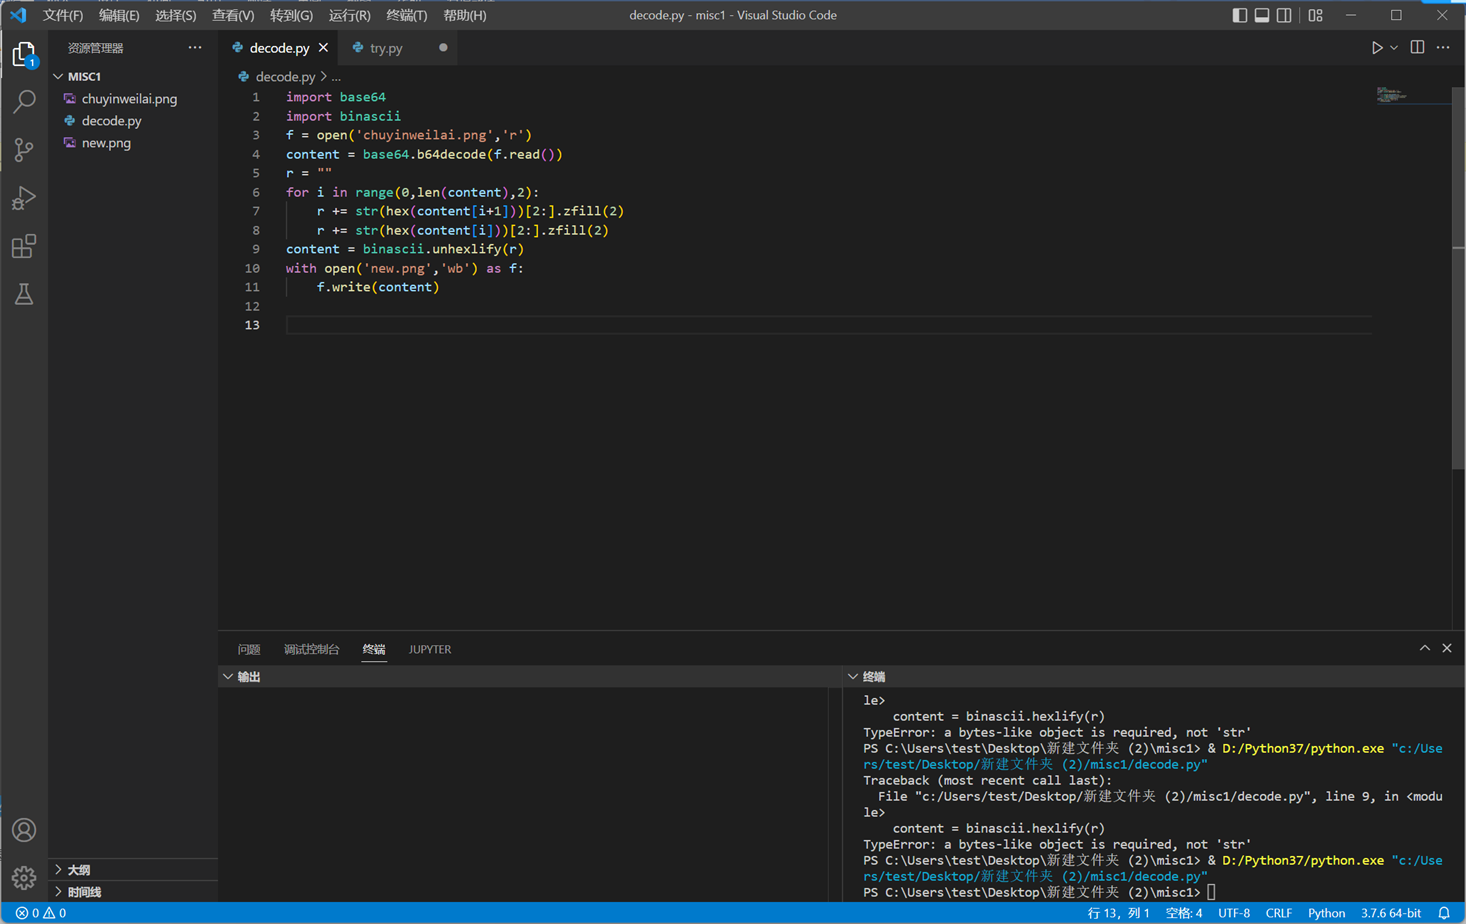 文件(F) 编辑(E) 选择(S) 查看(V) 转到(G) 运行(R) 终端(T) 帮助(H)
decode.py - misc1 - Visual Studio Code
资源管理器
1
MISC1
chuyinweilai.png
decode.py
new.png
大纲
时间线
decode.py
try.py
decode.py > ...
1 import base64
2 import binascii
3 f = open('chuyinweilai.png','r')
4 content = base64.b64decode(f.read())
5 r = ""
6 for i in range(0,len(content),2):
7     r += str(hex(content[i+1]))[2:].zfill(2)
8     r += str(hex(content[i]))[2:].zfill(2)
9 content = binascii.unhexlify(r)
10 with open('new.png','wb') as f:
11     f.write(content)
12
13
问题 调试控制台 终端 JUPYTER
输出
终端
le>
    content = binascii.hexlify(r)
TypeError: a bytes-like object is required, not 'str'
PS C:\Users\test\Desktop\新建文件夹 (2)\misc1> & D:/Python37/python.exe "c:/Use
rs/test/Desktop/新建文件夹 (2)/misc1/decode.py"
Traceback (most recent call last):
  File "c:/Users/test/Desktop/新建文件夹 (2)/misc1/decode.py", line 9, in <modu
le>
    content = binascii.hexlify(r)
TypeError: a bytes-like object is required, not 'str'
PS C:\Users\test\Desktop\新建文件夹 (2)\misc1> & D:/Python37/python.exe "c:/Use
rs/test/Desktop/新建文件夹 (2)/misc1/decode.py"
PS C:\Users\test\Desktop\新建文件夹 (2)\misc1>
0 0
行 13，列 1 空格: 4 UTF-8 CRLF Python 3.7.6 64-bit